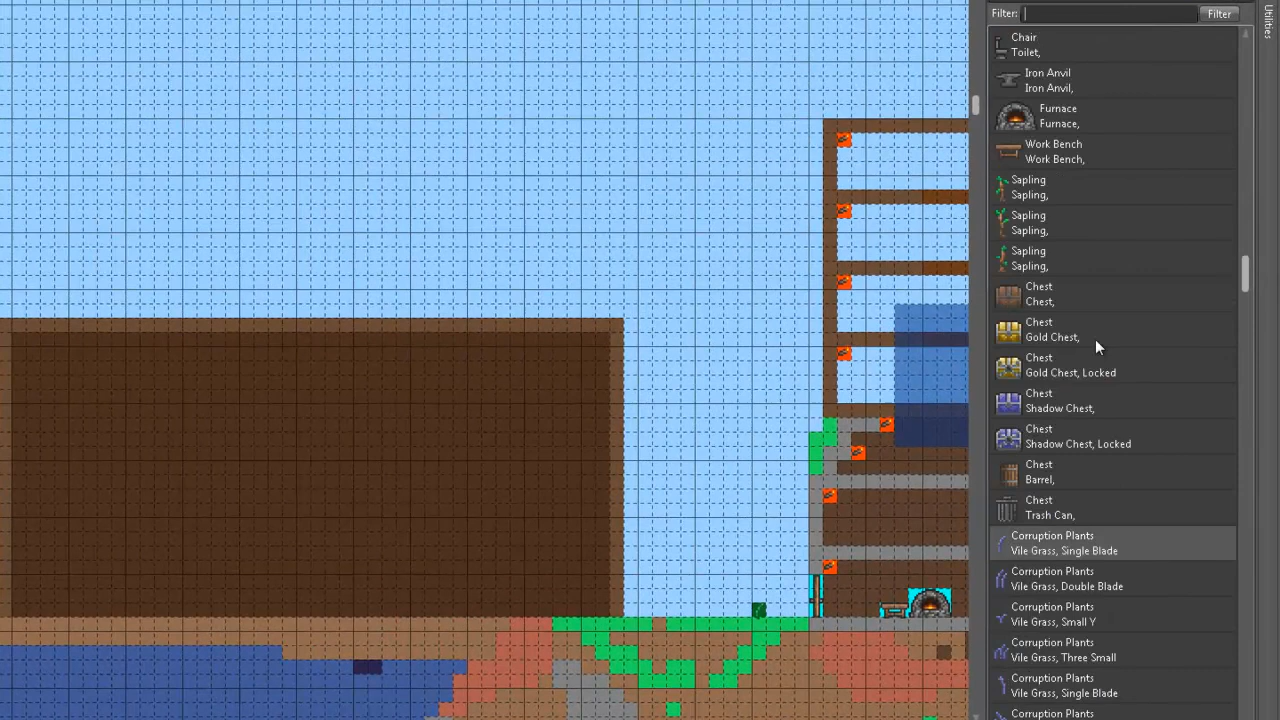 Filter:
Filter
Utilities
Chair
Toilet,
Iron Anvil
Iron Anvil,
Furnace
Furnace,
Work Bench
Work Bench,
Sapling
Sapling,
Sapling
Sapling,
Sapling
Sapling,
Chest
Chest,
Chest
Gold Chest,
Chest
Gold Chest, Locked
Chest
Shadow Chest,
Chest
Shadow Chest, Locked
Chest
Barrel,
Chest
Trash Can,
Corruption Plants
Vile Grass, Single Blade
Corruption Plants
Vile Grass, Double Blade
Corruption Plants
Vile Grass, Small Y
Corruption Plants
Vile Grass, Three Small
Corruption Plants
Vile Grass, Single Blade
Corruption Plants